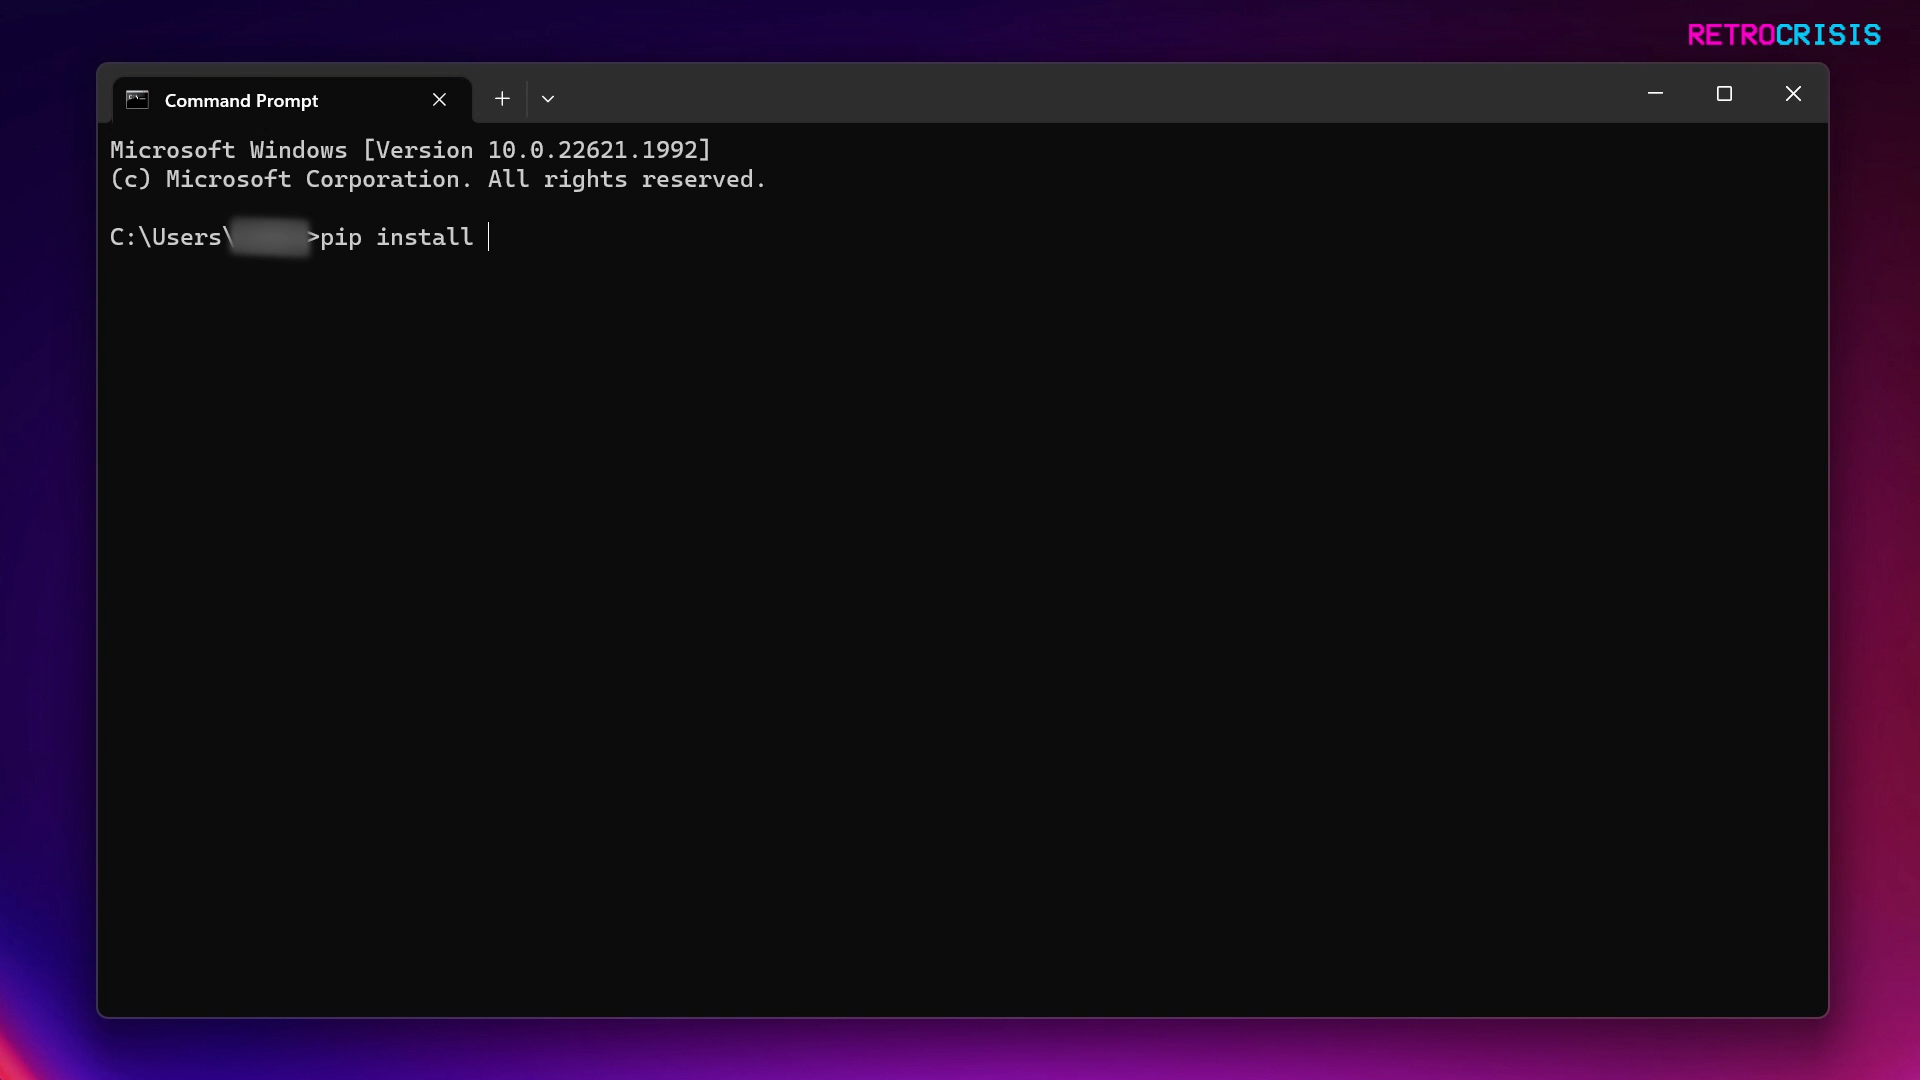 RETROCRISIS
Command Prompt
Microsoft Windows [Version 10.0.22621.1992]
(c) Microsoft Corporation. All rights reserved.
C:\Users\ >pip install